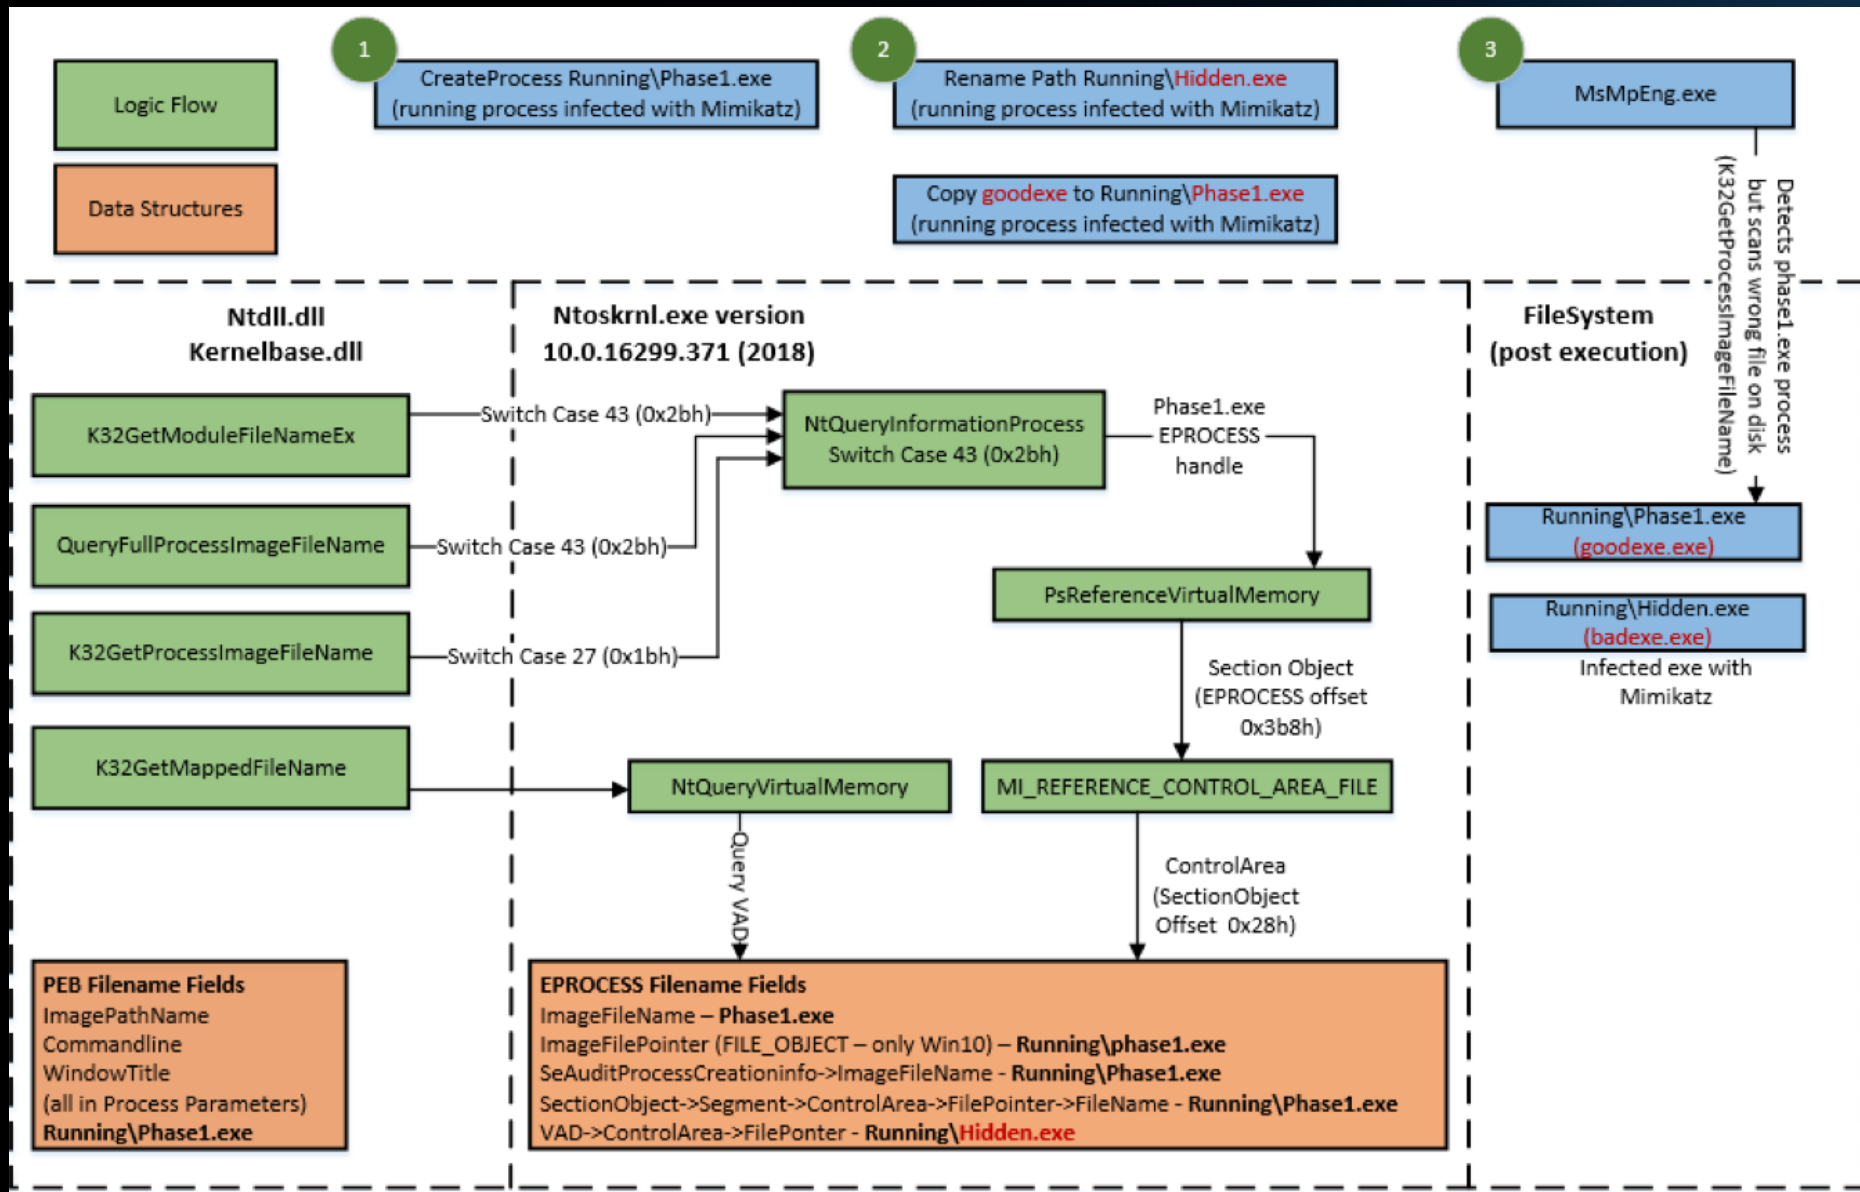 Logic Flow
Data Structures
1
CreateProcess Running\Phase1.exe
(running process infected with Mimikatz)
2
Rename Path Running\Hidden.exe
(running process infected with Mimikatz)
Copy goodexe to Running\Phase1.exe
(running process infected with Mimikatz)
3
MsMpEng.exe
Detects phase1.exe process
but scans wrong file on disk
(K32GetProcessImageFileName)
Ntdll.dll
Kernelbase.dll
K32GetModuleFileNameEx
QueryFullProcessImageFileName
K32GetProcessImageFileName
K32GetMappedFileName
PEB Filename Fields
ImagePathName
Commandline
WindowTitle
(all in Process Parameters)
Running\Phase1.exe
Ntoskrnl.exe version
10.0.16299.371 (2018)
Switch Case 43 (0x2bh)
Switch Case 43 (0x2bh)
Switch Case 27 (0x1bh)
NtQueryInformationProcess
Switch Case 43 (0x2bh)
Phase1.exe
EPROCESS
handle
PsReferenceVirtualMemory
Section Object
(EPROCESS offset
0x3b8h)
NtQueryVirtualMemory
MI_REFERENCE_CONTROL_AREA_FILE
Query VAD
ControlArea
(SectionObject
Offset 0x28h)
EPROCESS Filename Fields
ImageFileName – Phase1.exe
ImageFilePointer (FILE_OBJECT – only Win10) – Running\phase1.exe
SeAuditProcessCreationinfo->ImageFileName - Running\Phase1.exe
SectionObject->Segment->ControlArea->FilePointer->FileName - Running\Phase1.exe
VAD->ControlArea->FilePonter - Running\Hidden.exe
FileSystem
(post execution)
Running\Phase1.exe
(goodexe.exe)
Running\Hidden.exe
(badexe.exe)
Infected exe with
Mimikatz